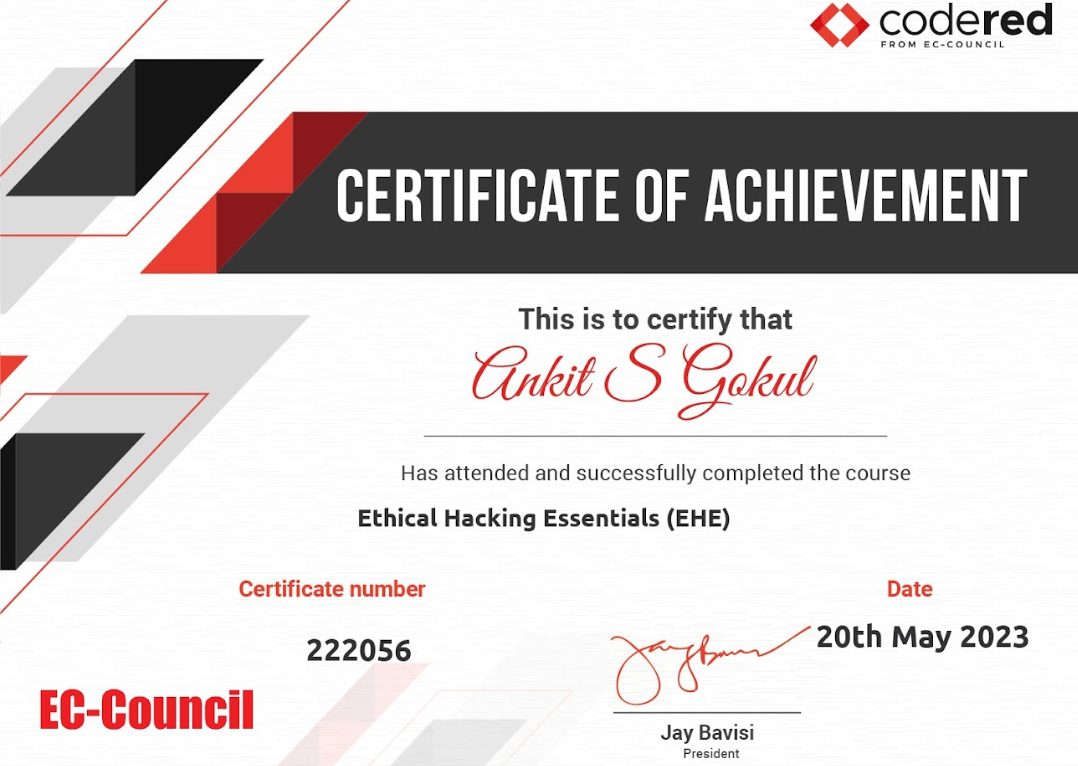 codered
FROM EC-COUNCIL
CERTIFICATE OF ACHIEVEMENT
This is to certify that
Ankit S Gokul
Has attended and successfully completed the course
Ethical Hacking Essentials (EHE)
Certificate number
Date
222056
20th May 2023
EC-Council
Jay Bavisi
President